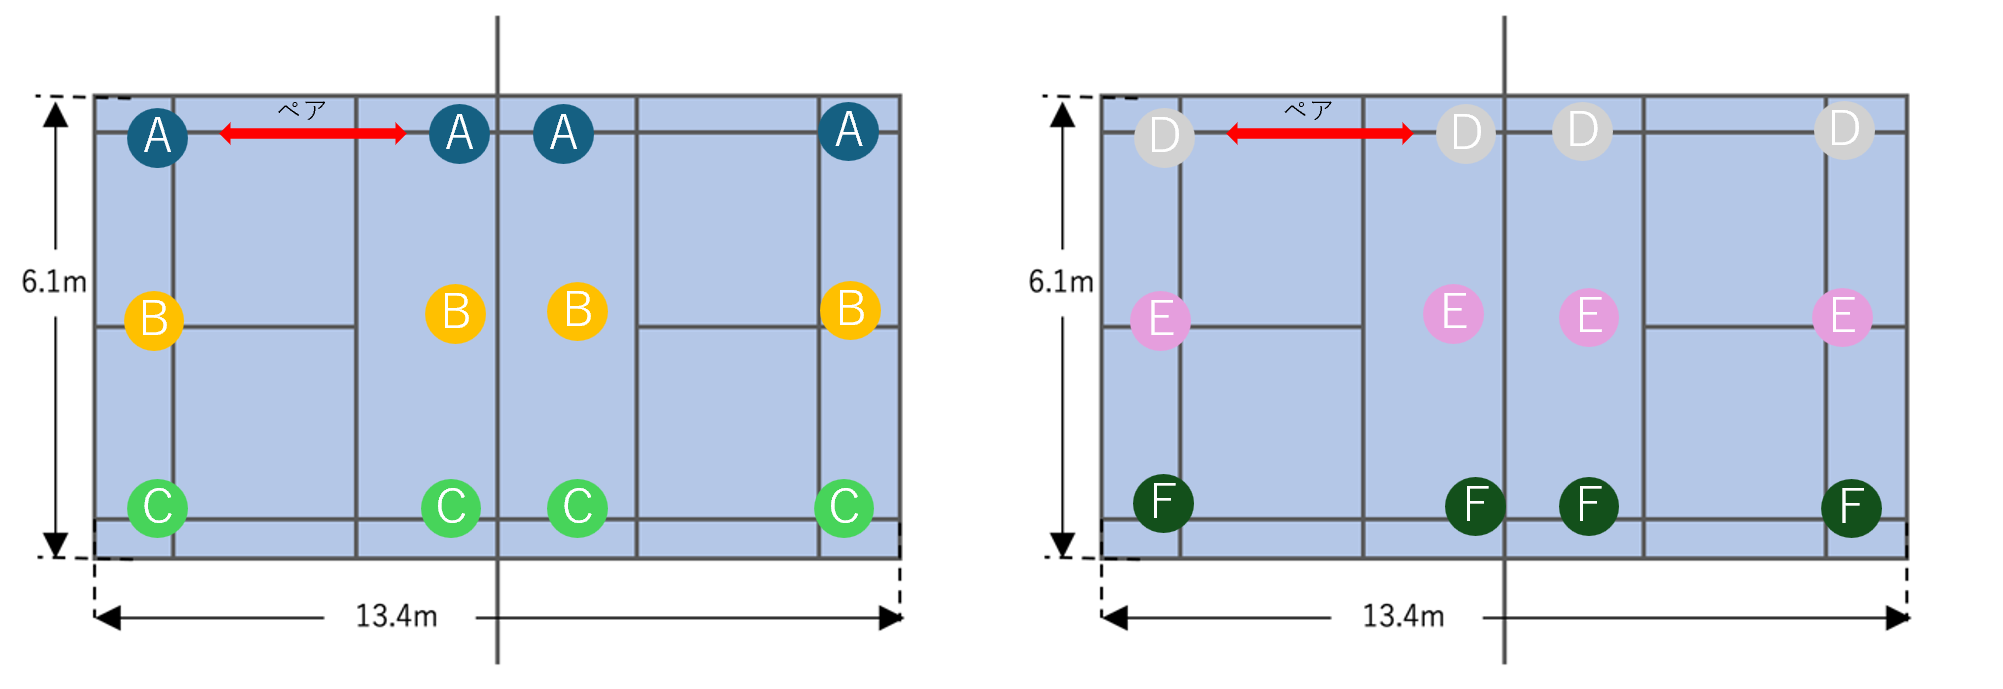 ペア
A A A A
6.1m
B B B B
C C C C
13.4m
ペア
D D D D
6.1m
E E E E
F F F F
13.4m